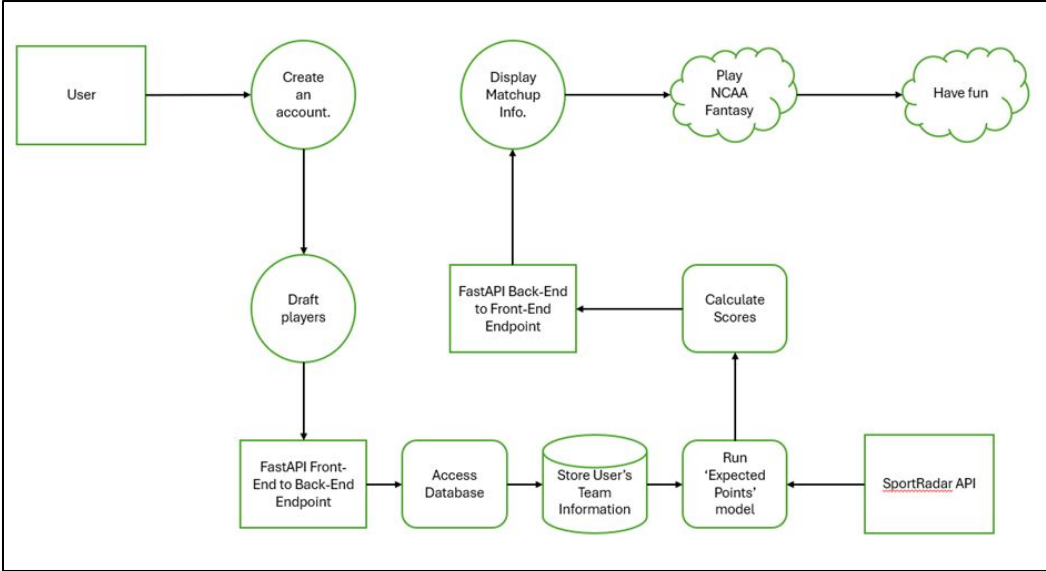 User
Create
an
account.
Display
Matchup
Info.
Play
NCAA
Fantasy
Have fun
Draft
players
FastAPI Back-End
to Front-End
Endpoint
Calculate
Scores
FastAPI Front-
End to Back-End
Endpoint
Access
Database
Store User's
Team
Information
Run
‘Expected
Points’
model
SportRadar API